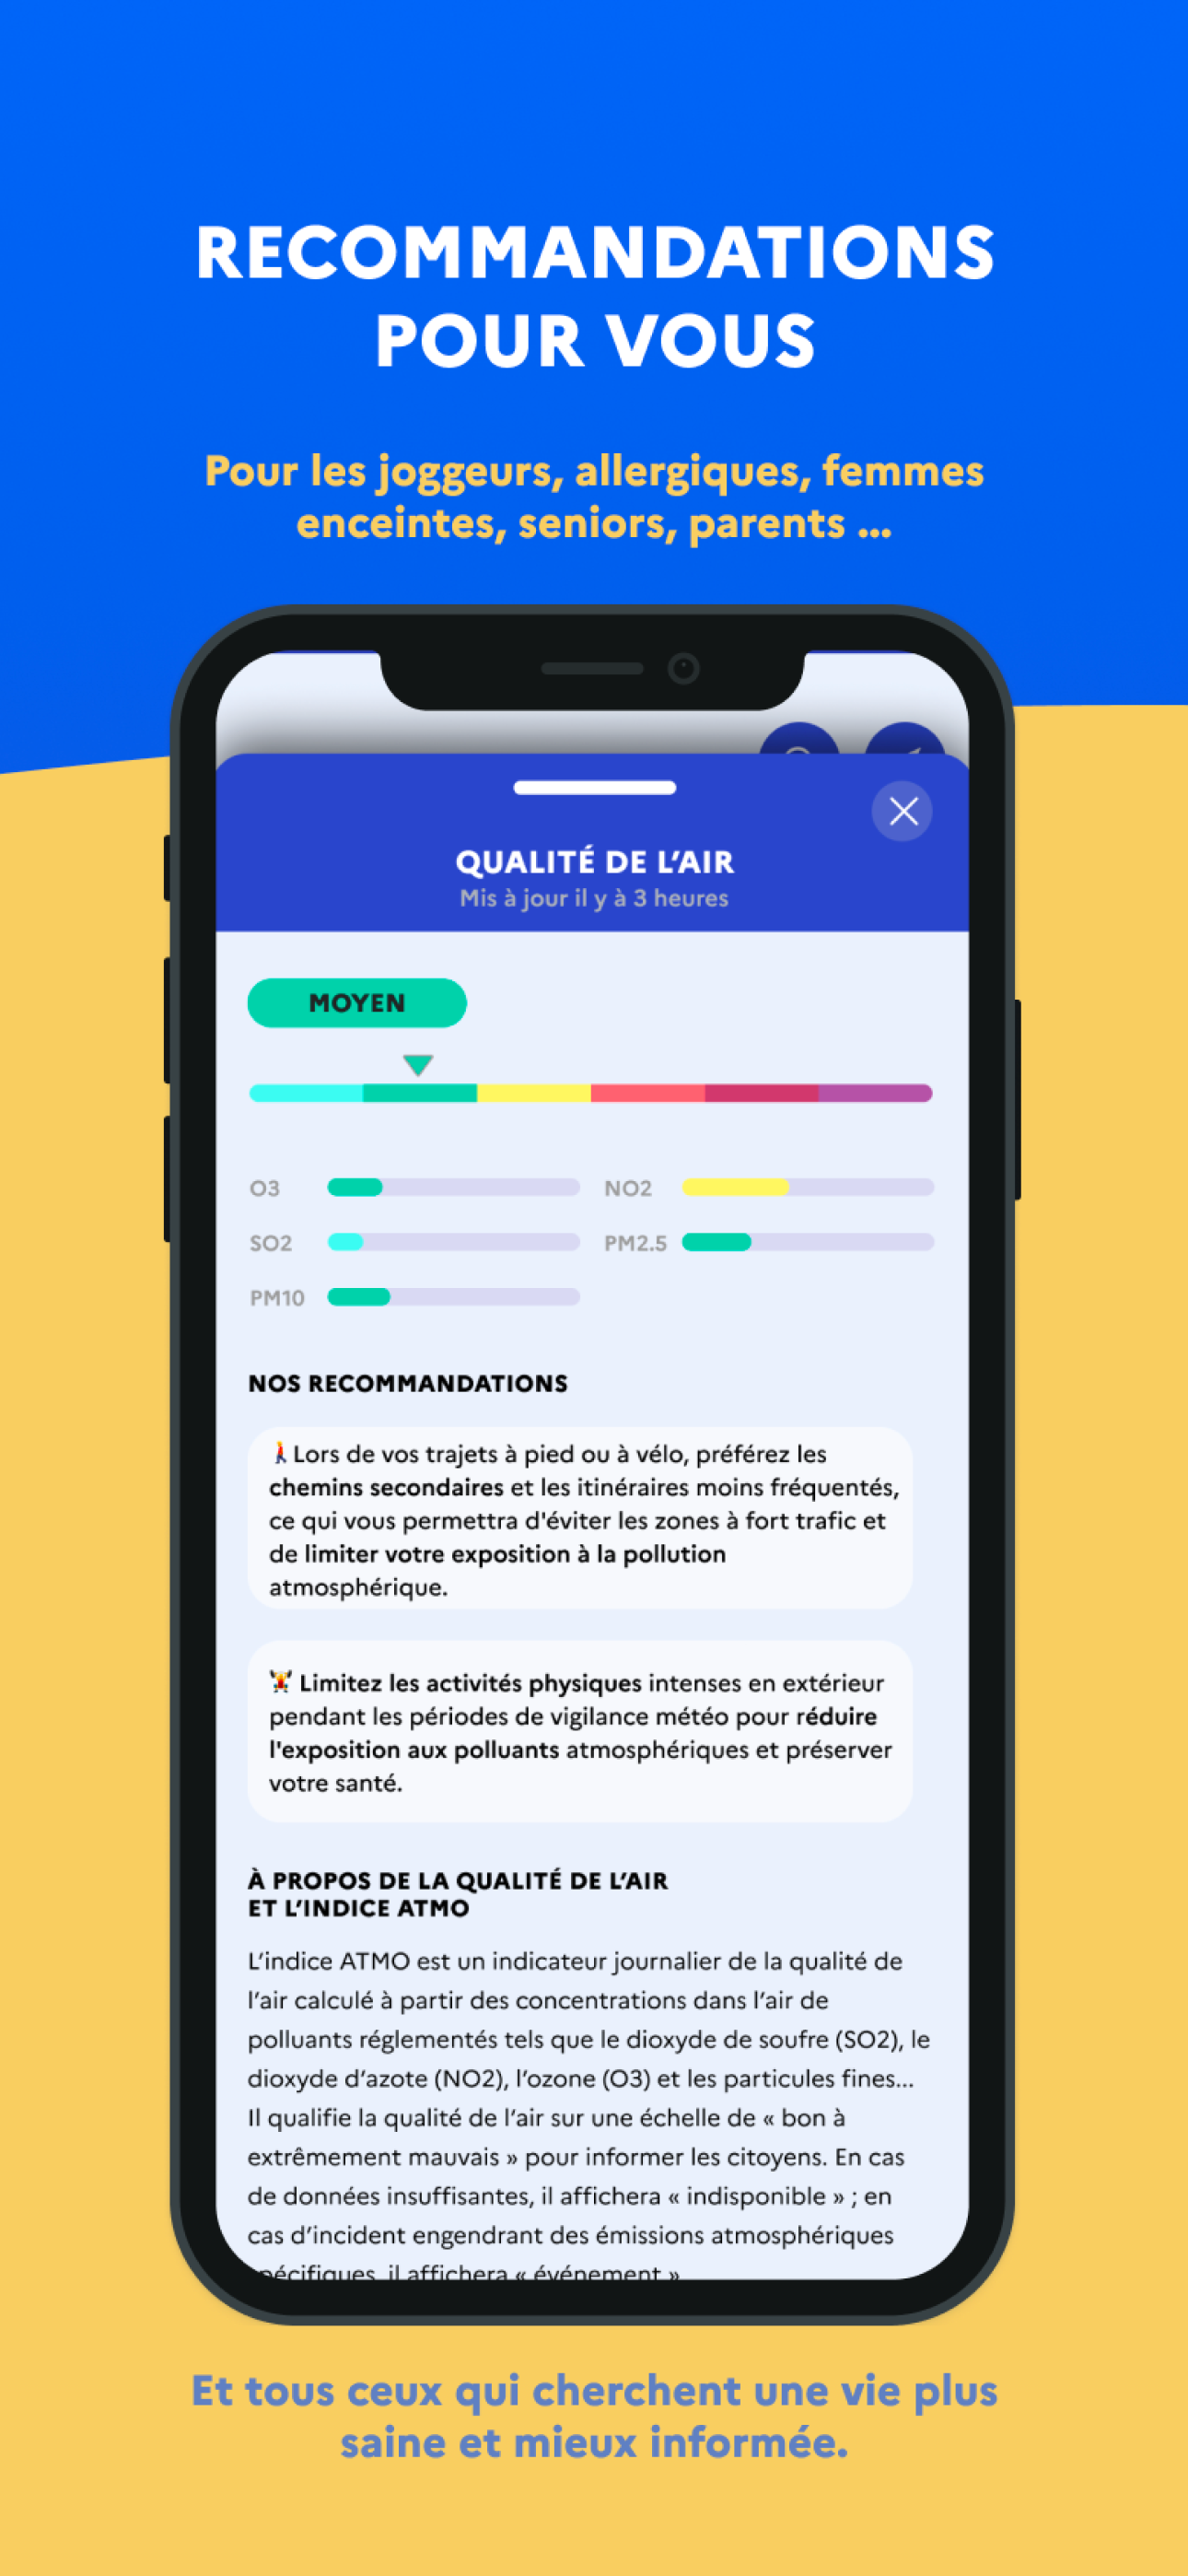 RECOMMANDATIONS
POUR VOUS
Pour les joggeurs, allergiques, femmes
enceintes, seniors, parents ...
QUALITÉ DE L’AIR
Mis à jour il y à 3 heures
MOYEN
O3
NO2
SO2
PM2.5
PM10
NOS RECOMMANDATIONS
Lors de vos trajets à pied ou à vélo, préférez les
chemins secondaires et les itinéraires moins fréquentés,
ce qui vous permettra d'éviter les zones à fort trafic et
de limiter votre exposition à la pollution
atmosphérique.
Limitez les activités physiques intenses en extérieur
pendant les périodes de vigilance météo pour réduire
l'exposition aux polluants atmosphériques et préserver
votre santé.
À PROPOS DE LA QUALITÉ DE L’AIR
ET L’INDICE ATMO
L’indice ATMO est un indicateur journalier de la qualité de
l’air calculé à partir des concentrations dans l’air de
polluants réglementés tels que le dioxyde de soufre (SO2), le
dioxyde d’azote (NO2), l’ozone (O3) et les particules fines...
Il qualifie la qualité de l’air sur une échelle de « bon à
extrêmement mauvais » pour informer les citoyens. En cas
de données insuffisantes, il affichera « indisponible » ; en
cas d’incident engendrant des émissions atmosphériques
spécifiques, il affichera « événement »
Et tous ceux qui cherchent une vie plus
saine et mieux informée.